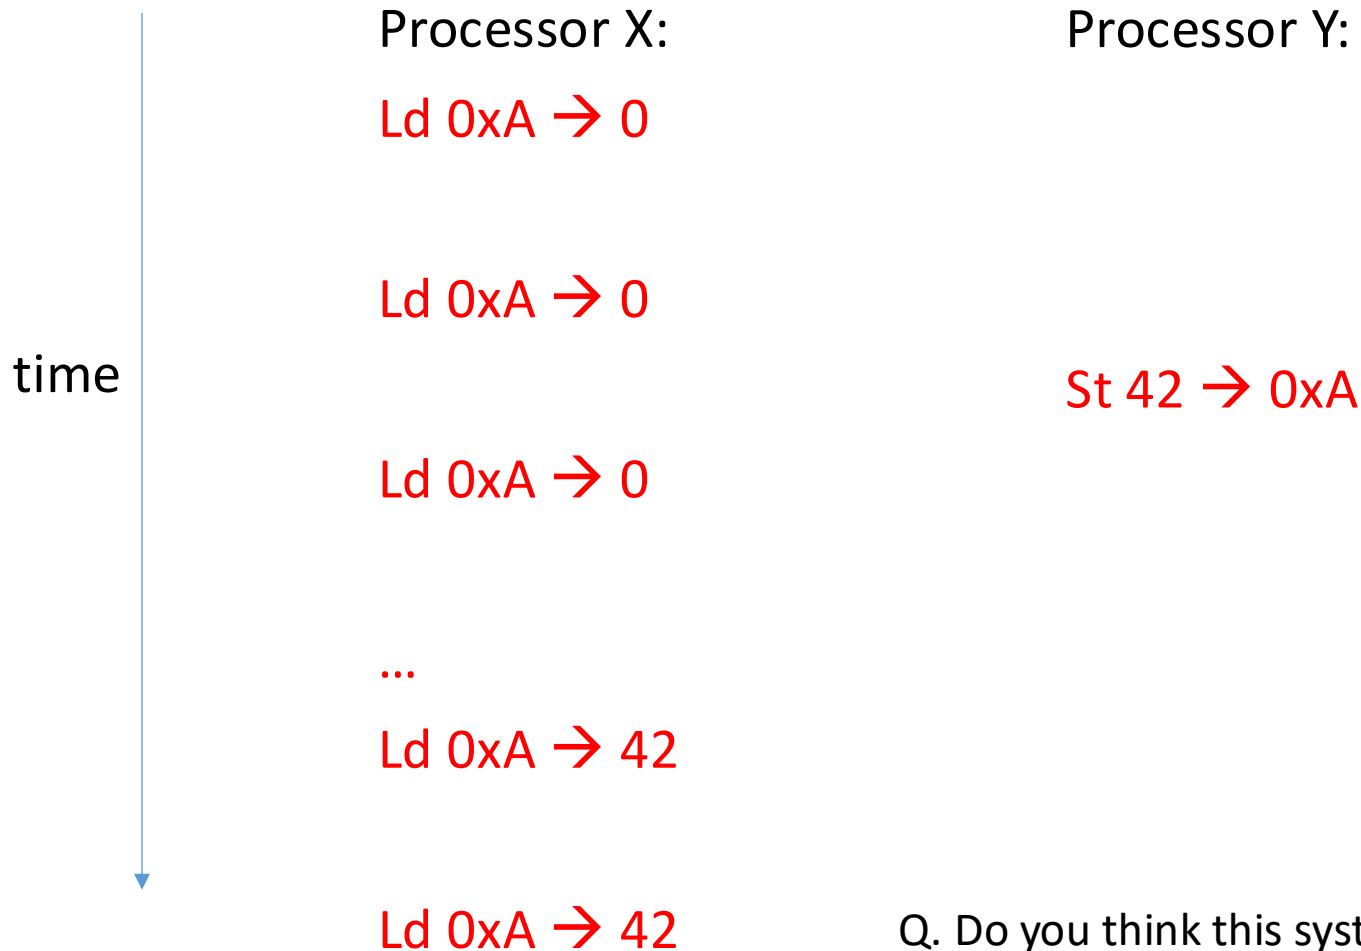 Processor X:
Processor Y:
Ld 0xA → 0
Ld 0xA → 0
time
St 42 → 0xA
Ld 0xA → 0
...
Ld 0xA → 42
Ld 0xA → 42
Q. Do you think this syst